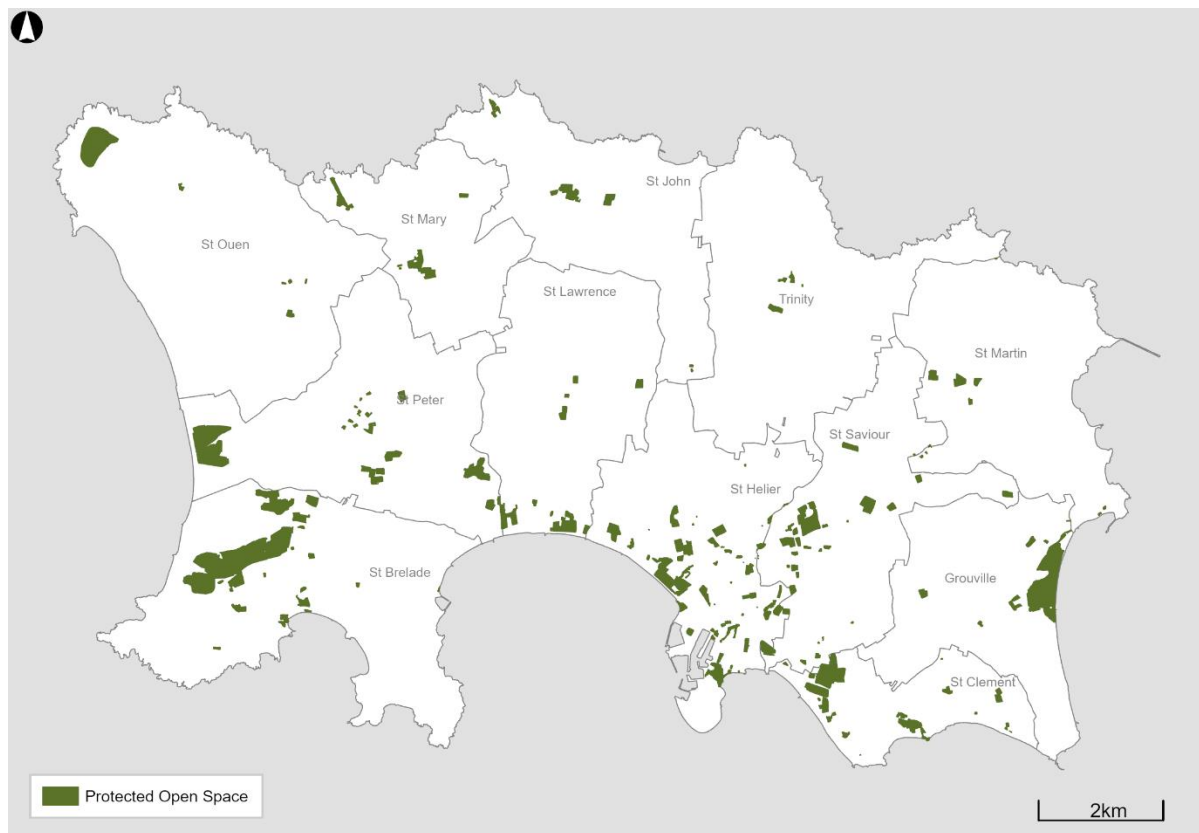 St John
St Mary
St Ouen
St Lawrence
Trinity
St Martin
St Peter
St Saviour
St Helier
St Brelade
Grouville
St Clement
Protected Open Space
2km